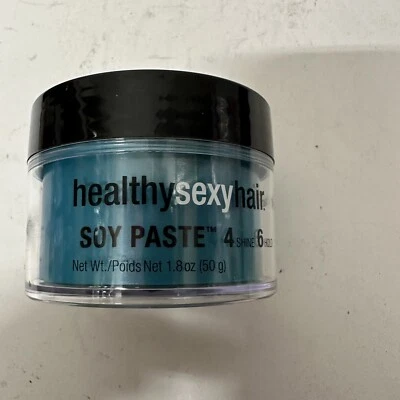 healthysexyhair.
SOY PASTE™ 4 SHINE 6 HOLD
Net Wt./Poids Net 1.8 oz (50 g)